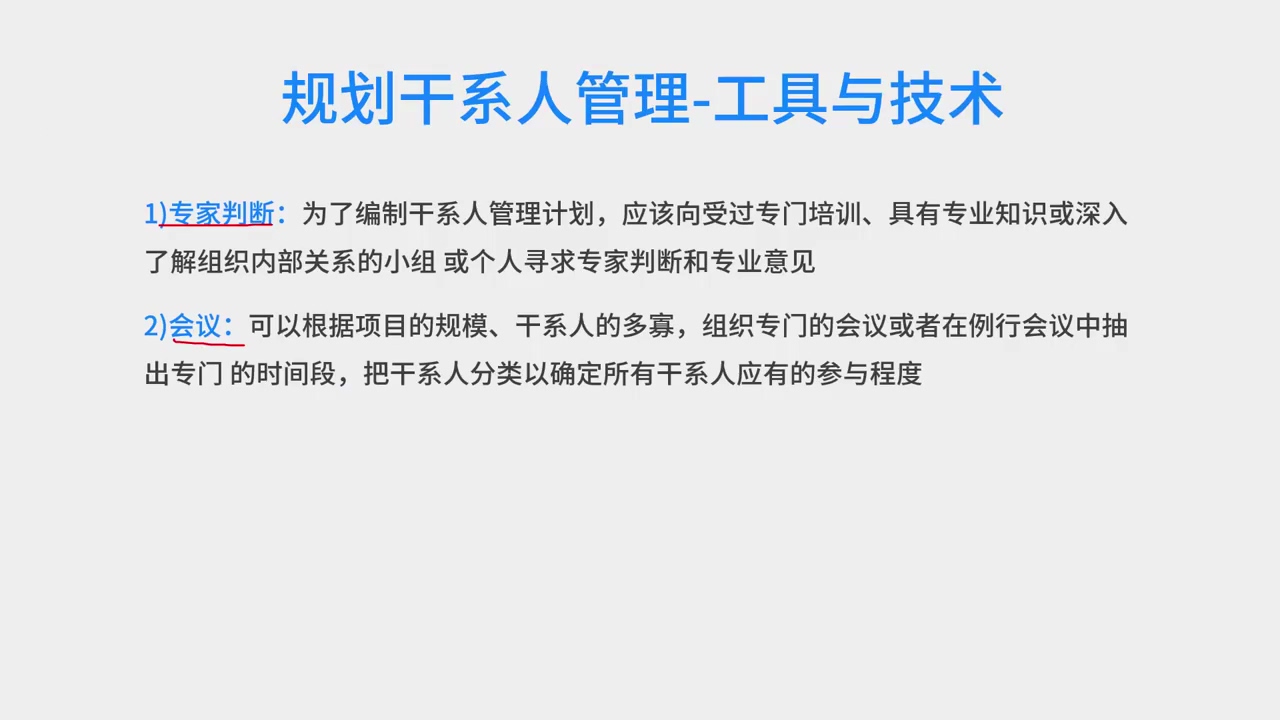 规划干系人管理-工具与技术
1)专家判断：为了编制干系人管理计划，应该向受过专门培训、具有专业知识或深入
了解组织内部关系的小组 或个人寻求专家判断和专业意见
2)会议：可以根据项目的规模、干系人的多寡，组织专门的会议或者在例行会议中抽
出专门 的时间段，把干系人分类以确定所有干系人应有的参与程度